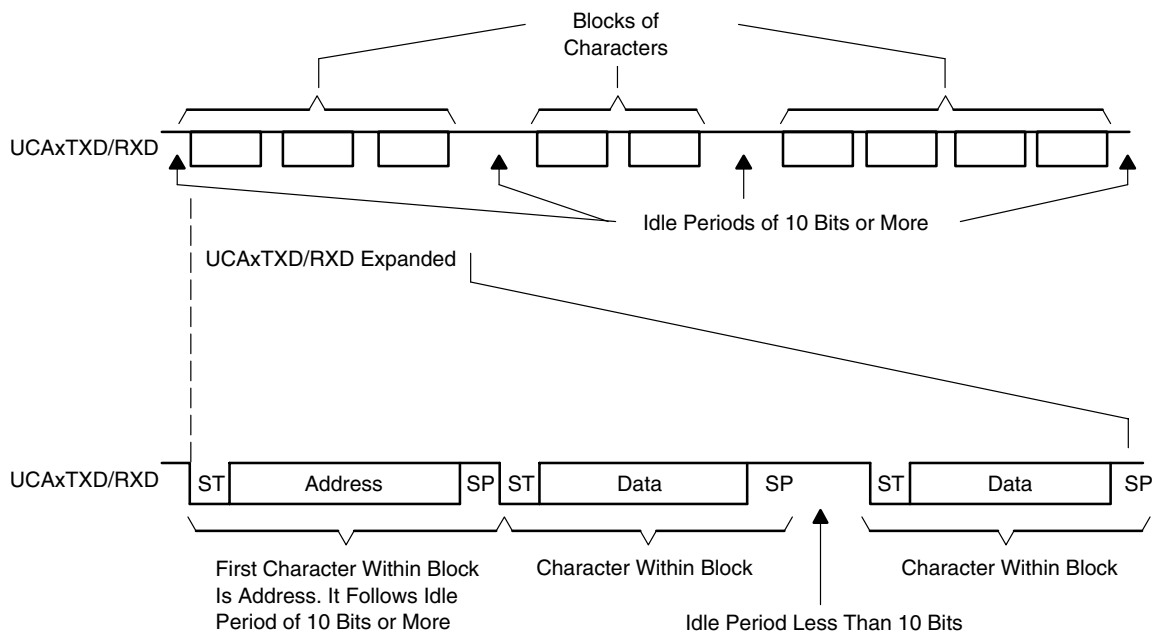 Blocks of
Characters
UCAxTXD/RXD
Idle Periods of 10 Bits or More
UCAxTXD/RXD Expanded
UCAxTXD/RXD
ST
Address
SP
ST
Data
SP
ST
Data
SP
First Character Within Block
Is Address. It Follows Idle
Period of 10 Bits or More
Character Within Block
Character Within Block
Idle Period Less Than 10 Bits